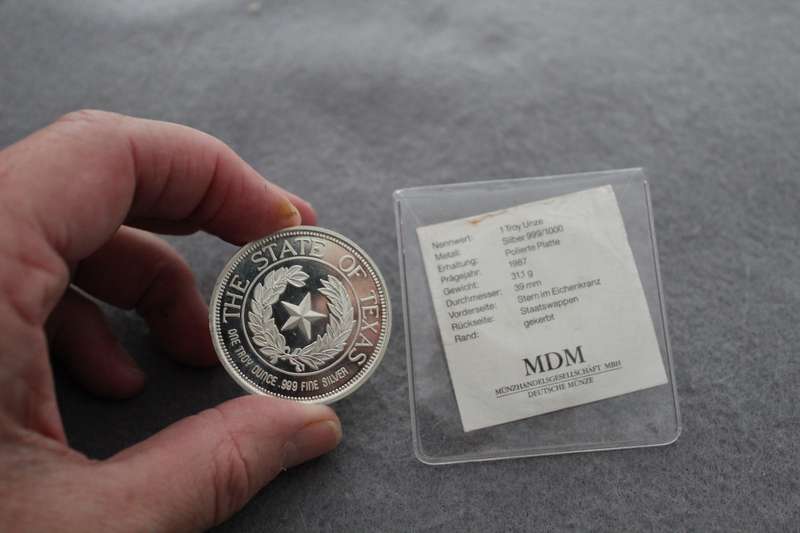 THE STATE OF TEXAS
ONE TROY OUNCE .999 FINE SILVER
Nennwert: 1 Troy Unze
Metall: Silber 999/1000
Erhaltung: Polierte Platte
Prägejahr: 1987
Gewicht: 31,1 g
Durchmesser: 39 mm
Vorderseite: Stern im Eichenkranz
Rückseite: Staatswappen
Rand: gekerbt
MDM
MÜNZHANDELSGESELLSCHAFT MBH
DEUTSCHE MÜNZE